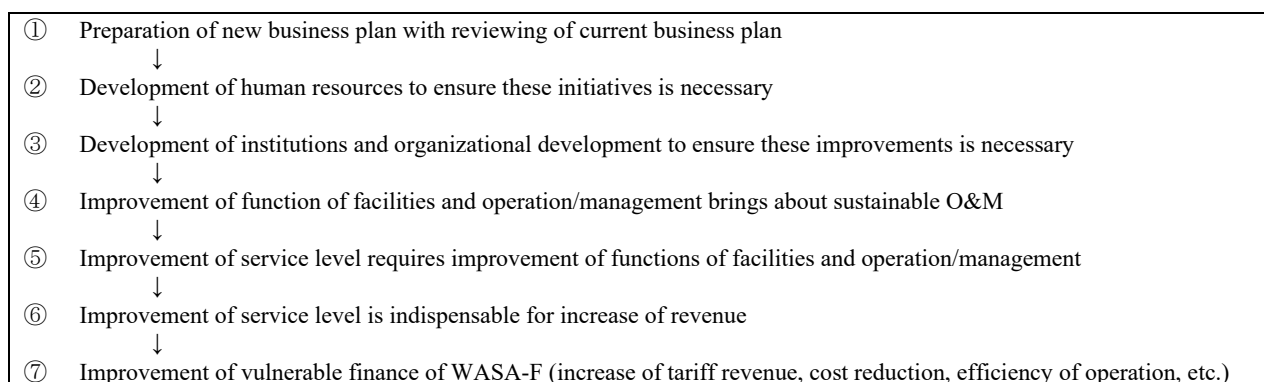 ① Preparation of new business plan with reviewing of current business plan
↓
② Development of human resources to ensure these initiatives is necessary
↓
③ Development of institutions and organizational development to ensure these improvements is necessary
↓
④ Improvement of function of facilities and operation/management brings about sustainable O&M
↓
⑤ Improvement of service level requires improvement of functions of facilities and operation/management
↓
⑥ Improvement of service level is indispensable for increase of revenue
↓
⑦ Improvement of vulnerable finance of WASA-F (increase of tariff revenue, cost reduction, efficiency of operation, etc.)